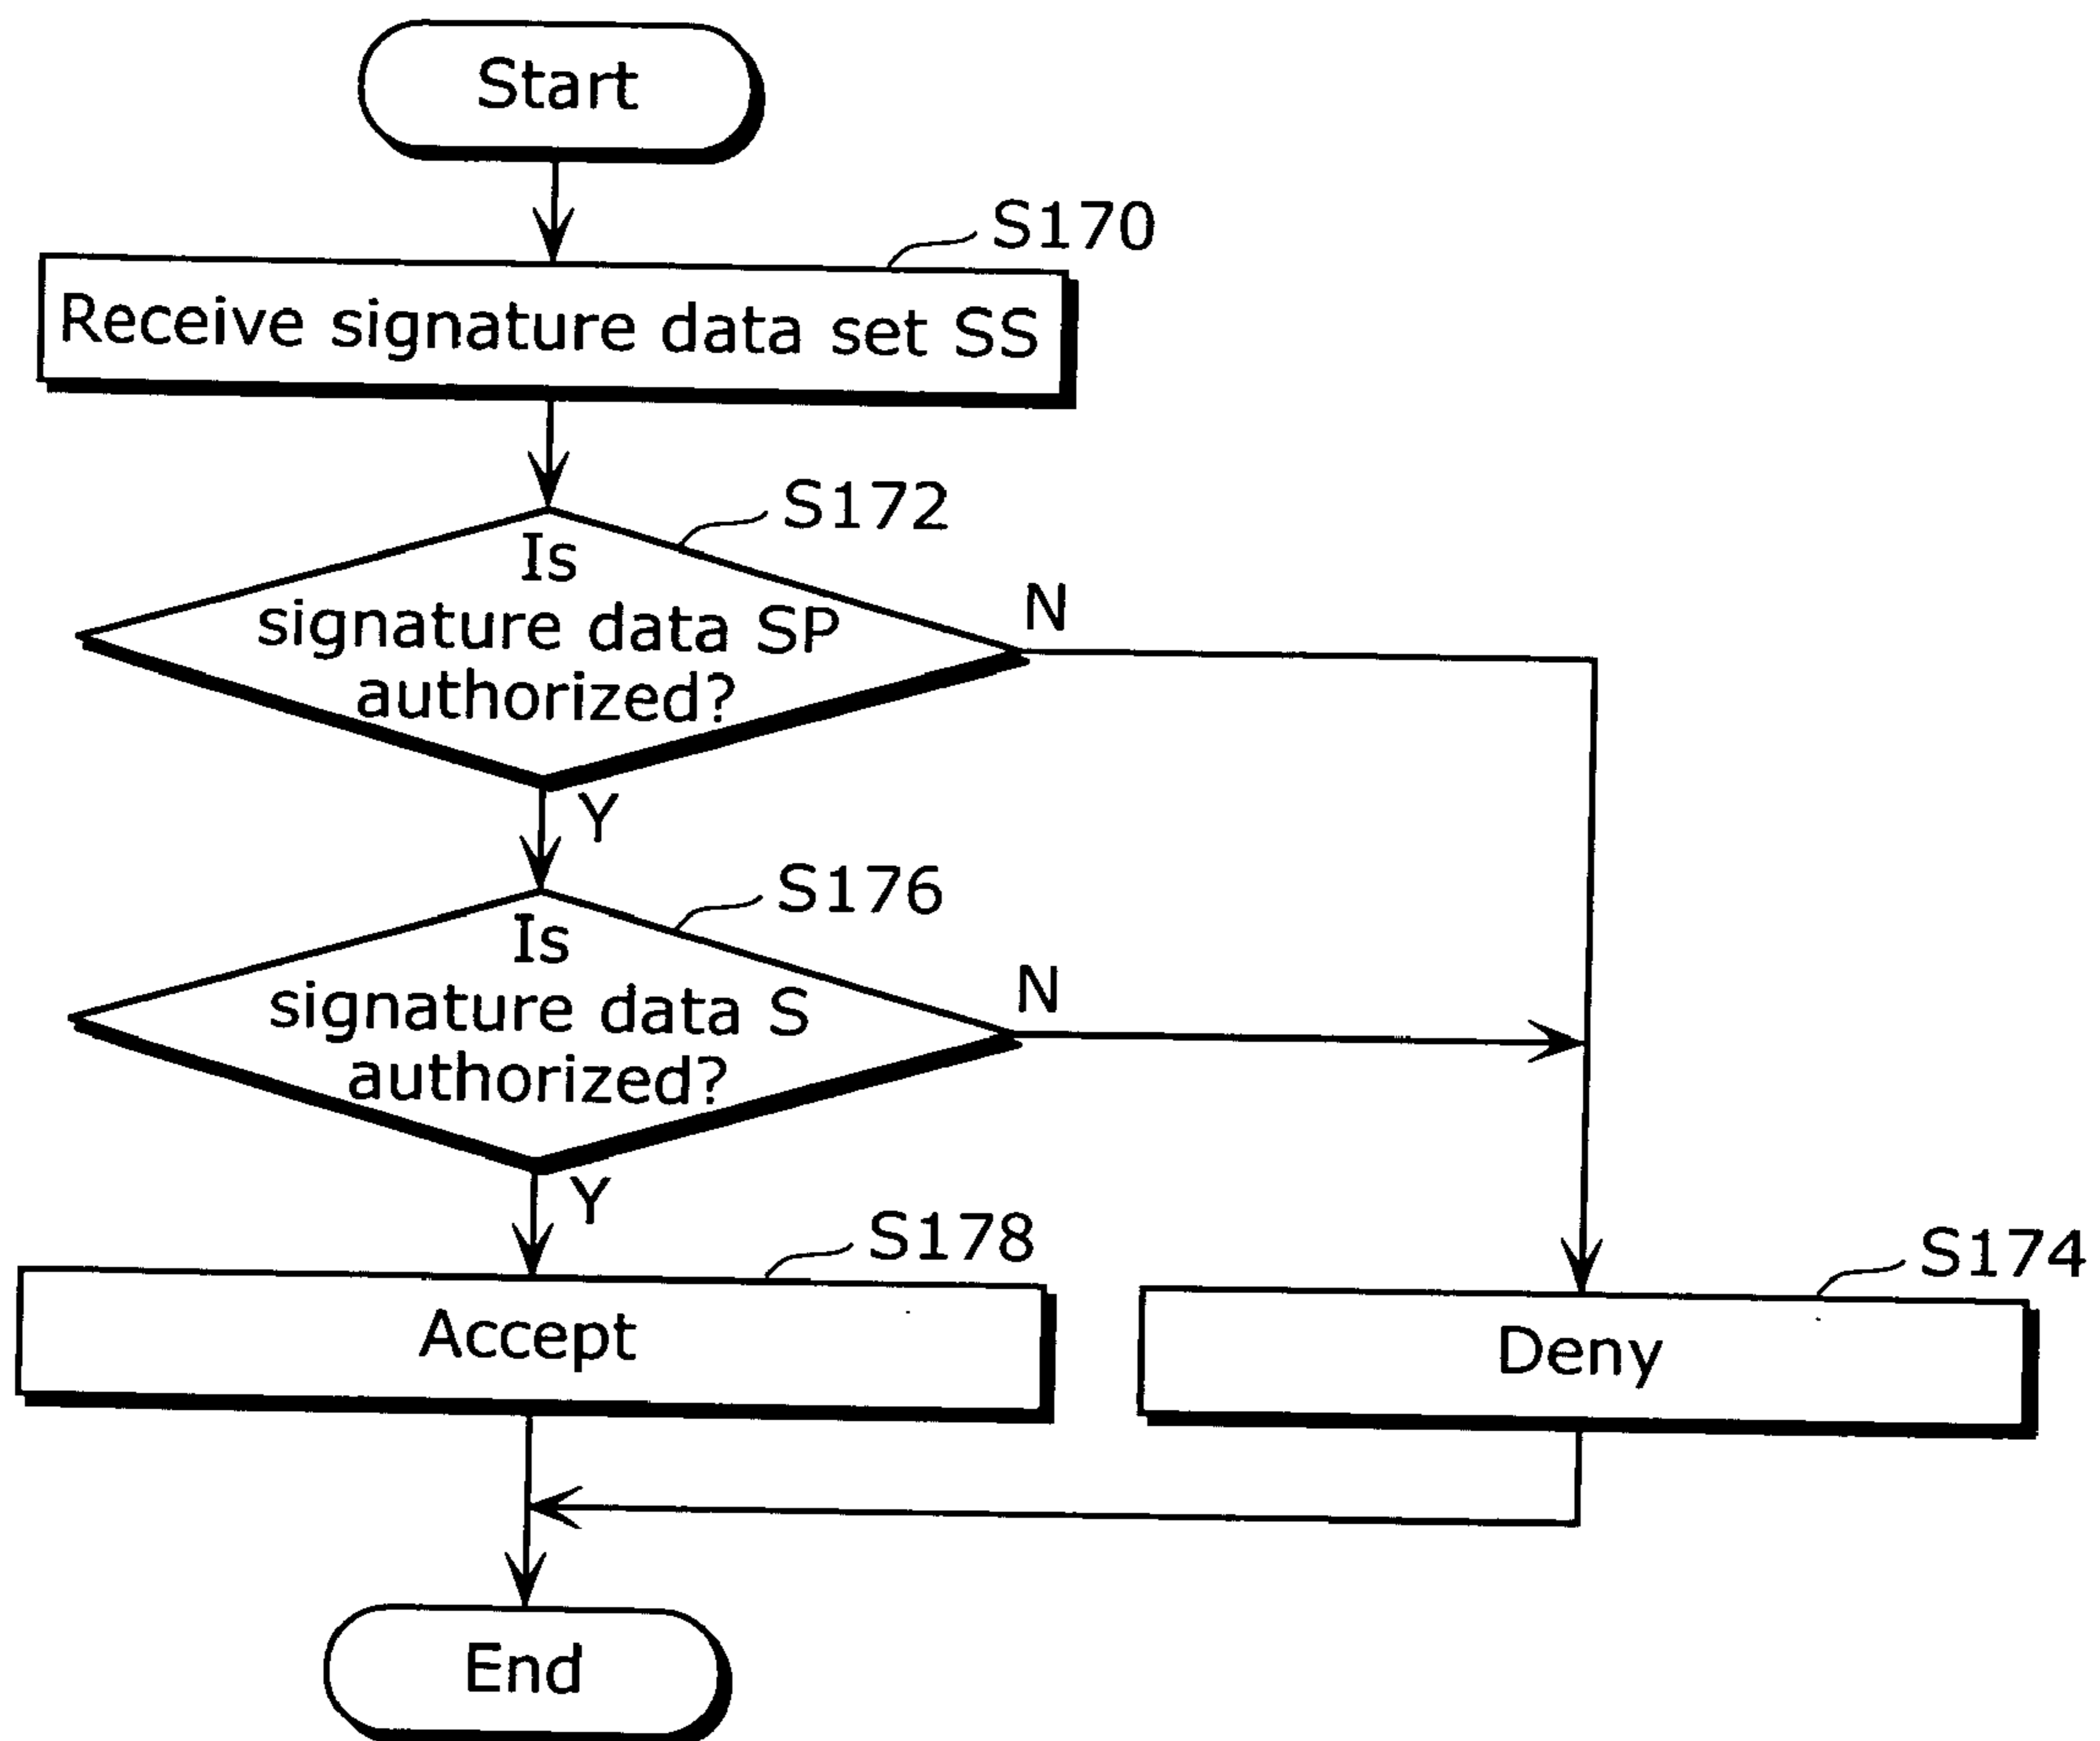 Start
S170
Receive signature data set SS
S172
Is
signature data SP
authorized?
N
Y
S176
Is
signature data S
authorized?
N
Y
S178
Accept
S174
Deny
End